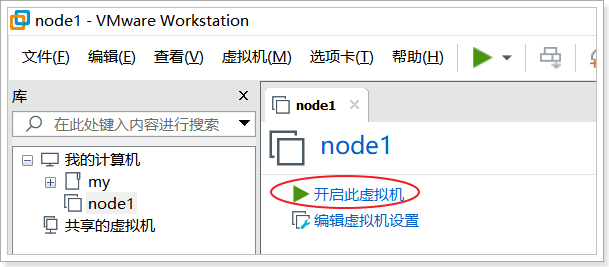 node1 - VMware Workstation
文件(F) 编辑(E) 查看(V) 虚拟机(M) 选项卡(T) 帮助(H)
库
在此处键入内容进行搜索
我的计算机
my
node1
共享的虚拟机
node1
node1
开启此虚拟机
编辑虚拟机设置